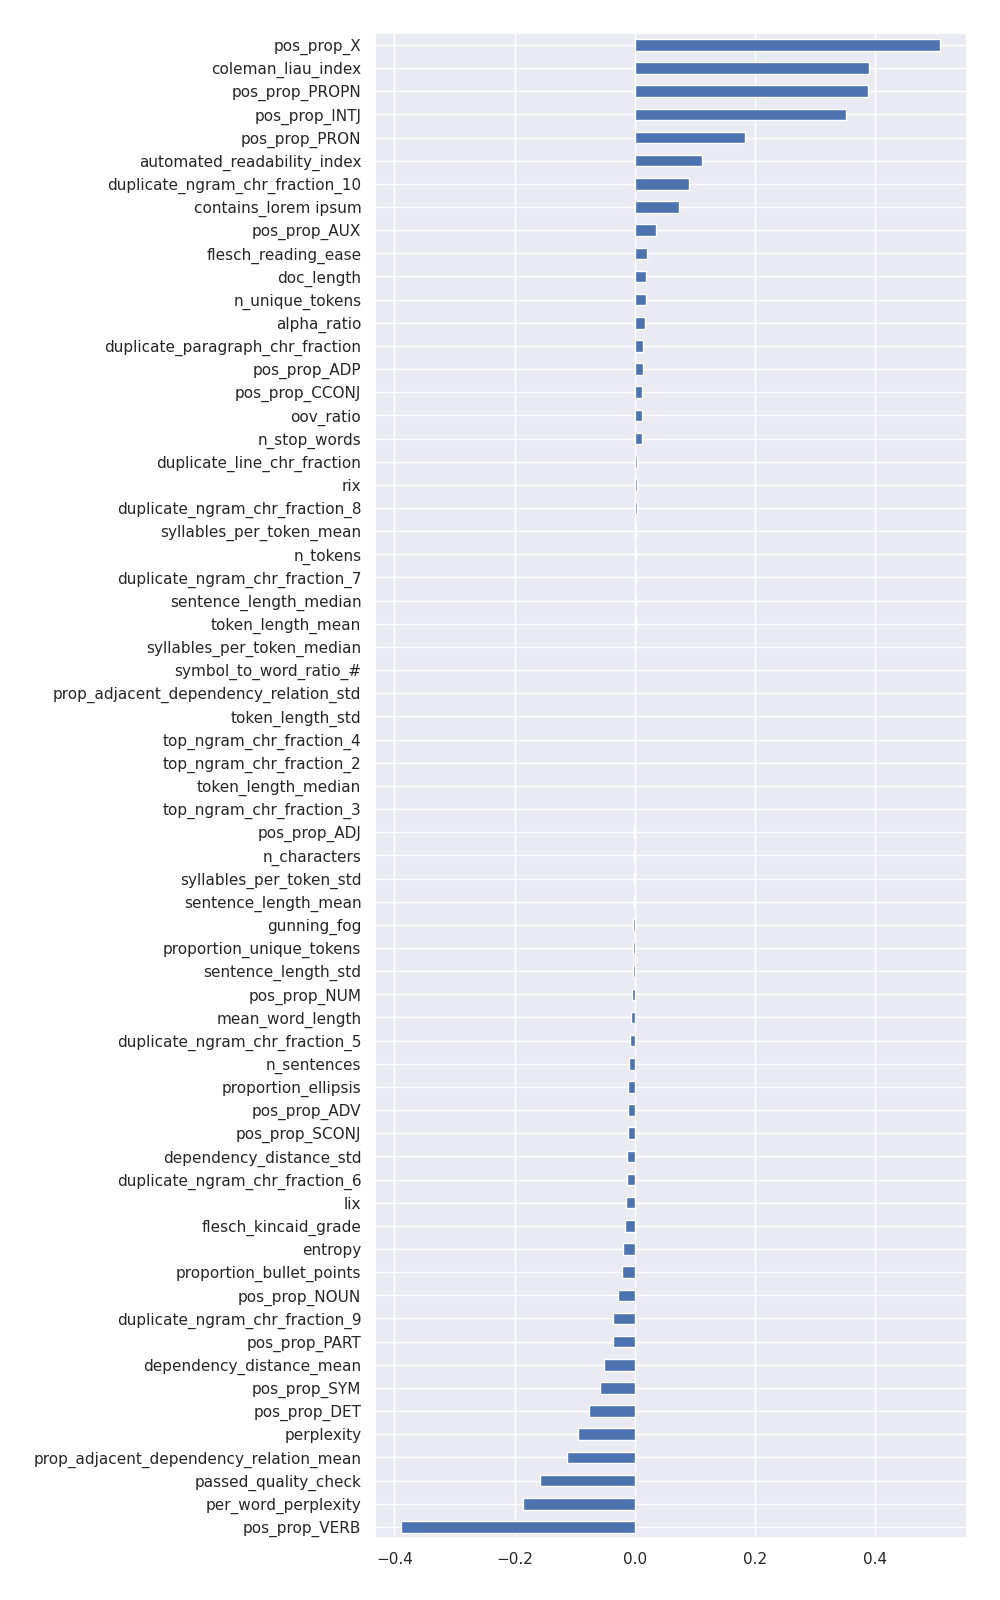 pos_prop_X
coleman_liau_index
pos_prop_PROPN
pos_prop_INTJ
pos_prop_PRON
automated_readability_index
duplicate_ngram_chr_fraction_10
contains_lorem ipsum
pos_prop_AUX
flesch_reading_ease
doc_length
n_unique_tokens
alpha_ratio
duplicate_paragraph_chr_fraction
pos_prop_ADP
pos_prop_CCONJ
oov_ratio
n_stop_words
duplicate_line_chr_fraction
rix
duplicate_ngram_chr_fraction_8
syllables_per_token_mean
n_tokens
duplicate_ngram_chr_fraction_7
sentence_length_median
token_length_mean
syllables_per_token_median
symbol_to_word_ratio_#
prop_adjacent_dependency_relation_std
token_length_std
top_ngram_chr_fraction_4
top_ngram_chr_fraction_2
token_length_median
top_ngram_chr_fraction_3
pos_prop_ADJ
n_characters
syllables_per_token_std
sentence_length_mean
gunning_fog
proportion_unique_tokens
sentence_length_std
pos_prop_NUM
mean_word_length
duplicate_ngram_chr_fraction_5
n_sentences
proportion_ellipsis
pos_prop_ADV
pos_prop_SCONJ
dependency_distance_std
duplicate_ngram_chr_fraction_6
lix
flesch_kincaid_grade
entropy
proportion_bullet_points
pos_prop_NOUN
duplicate_ngram_chr_fraction_9
pos_prop_PART
dependency_distance_mean
pos_prop_SYM
pos_prop_DET
perplexity
prop_adjacent_dependency_relation_mean
passed_quality_check
per_word_perplexity
pos_prop_VERB
−0.4 −0.2 0.0 0.2 0.4